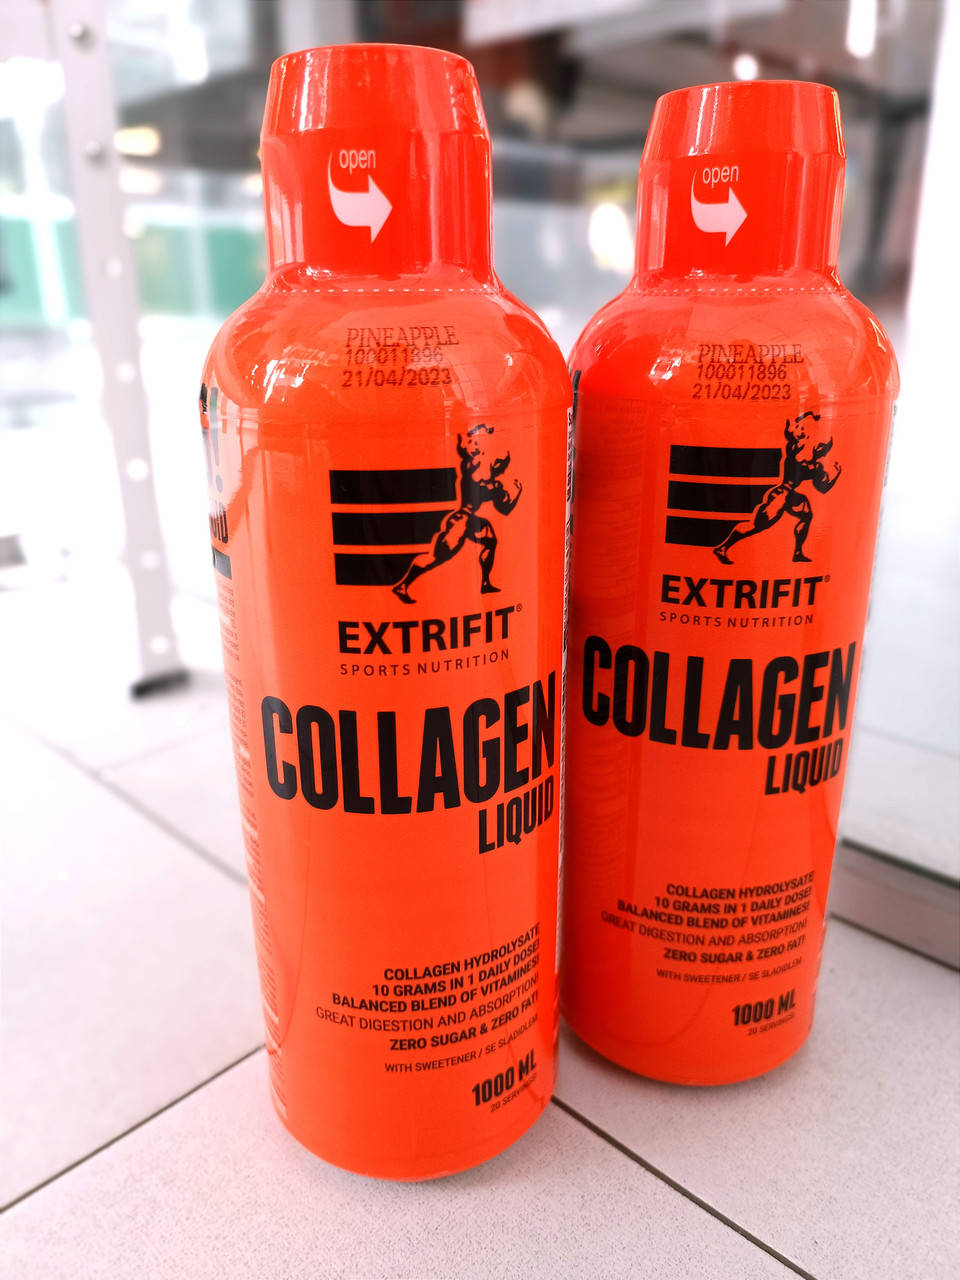 open
PINEAPPLE
100011896
21/04/2023
EXTRIFIT®
SPORTS NUTRITION
COLLAGEN
LIQUID
COLLAGEN HYDROLYSATE
10 GRAMS IN 1 DAILY DOSE!
BALANCED BLEND OF VITAMINES!
GREAT DIGESTION AND ABSORPTION!
ZERO SUGAR & ZERO FAT!
WITH SWEETENER / SE SLADIDLEM
1000 ML
20 SERVINGS!
open
PINEAPPLE
100011896
21/04/2023
EXTRIFIT®
SPORTS NUTRITION
COLLAGEN
LIQUID
COLLAGEN HYDROLYSATE
10 GRAMS IN 1 DAILY DOSE!
BALANCED BLEND OF VITAMINES!
GREAT DIGESTION AND ABSORPTION!
ZERO SUGAR & ZERO FAT!
WITH SWEETENER / SE SLADIDLEM
1000 ML
20 SERVINGS!